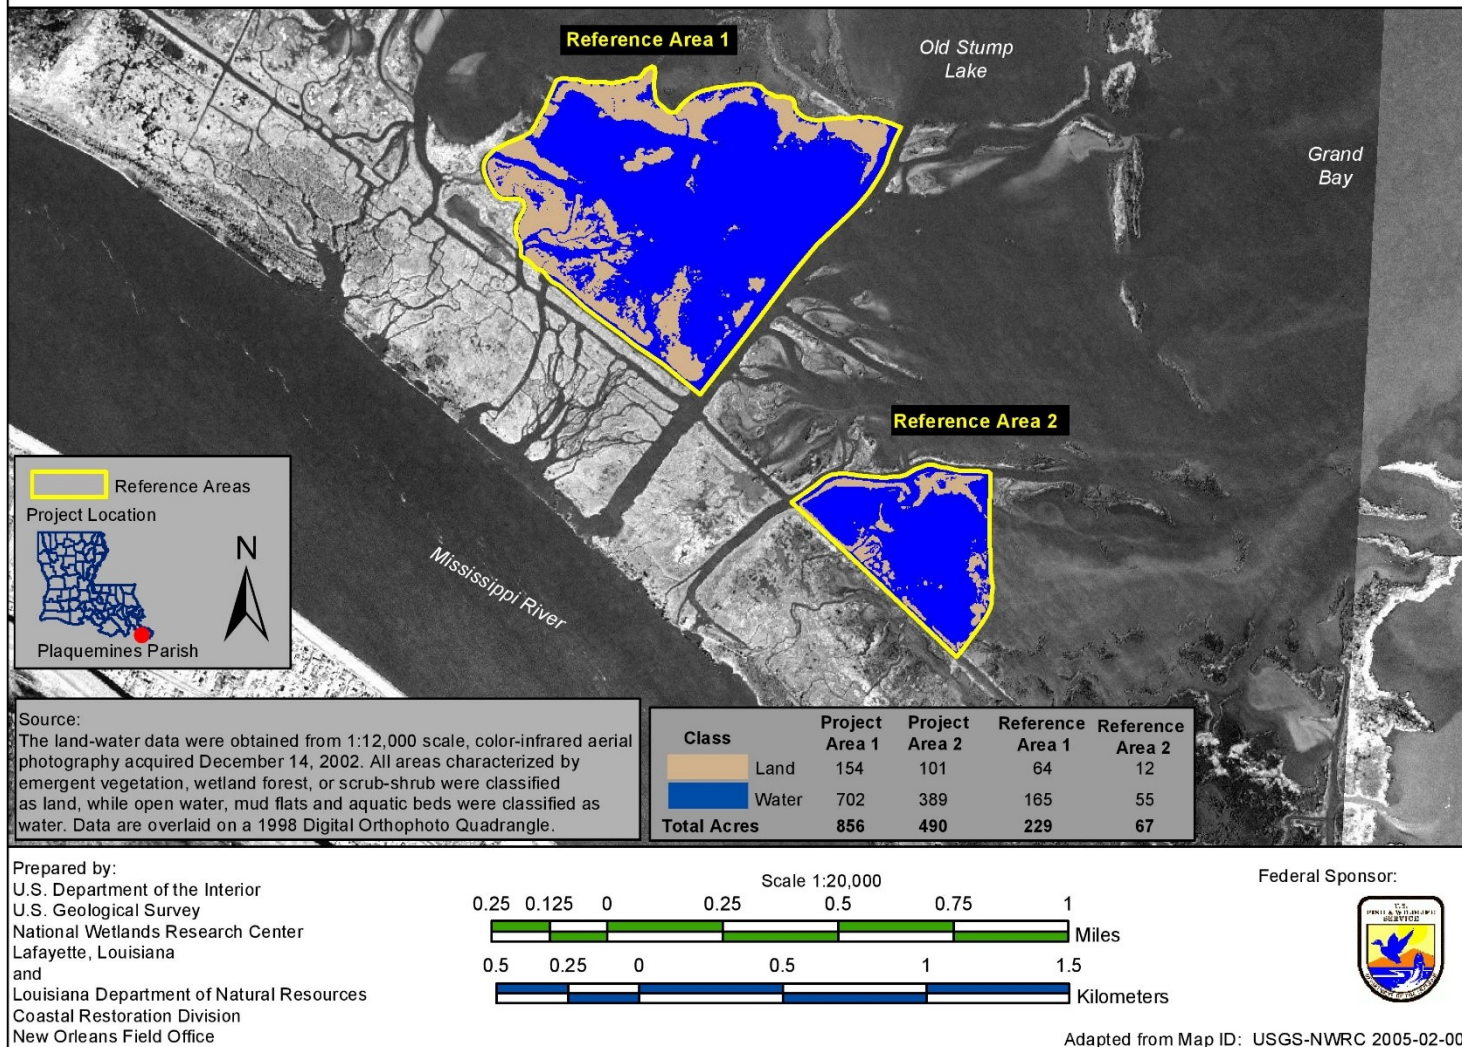 Reference Area 1
Old Stump
Lake
Grand
Bay
Reference Area 2
Mississippi River
Reference Areas
Project Location
N
Plaquemines Parish
Source:
The land-water data were obtained from 1:12,000 scale, color-infrared aerial
photography acquired December 14, 2002. All areas characterized by
emergent vegetation, wetland forest, or scrub-shrub were classified
as land, while open water, mud flats and aquatic beds were classified as
water. Data are overlaid on a 1998 Digital Orthophoto Quadrangle.
Class Project Area 1 Project Area 2 Reference Area 1 Reference Area 2
Land 154 101 64 12
Water 702 389 165 55
Total Acres 856 490 229 67
Prepared by:
U.S. Department of the Interior
U.S. Geological Survey
National Wetlands Research Center
Lafayette, Louisiana
and
Louisiana Department of Natural Resources
Coastal Restoration Division
New Orleans Field Office
Scale 1:20,000
0.25 0.125 0 0.25 0.5 0.75 1
Miles
0.5 0.25 0 0.5 1 1.5
Kilometers
Federal Sponsor:
U.S.
FISH & WILDLIFE
SERVICE
DEPARTMENT OF THE INTERIOR
Adapted from Map ID: USGS-NWRC 2005-02-00